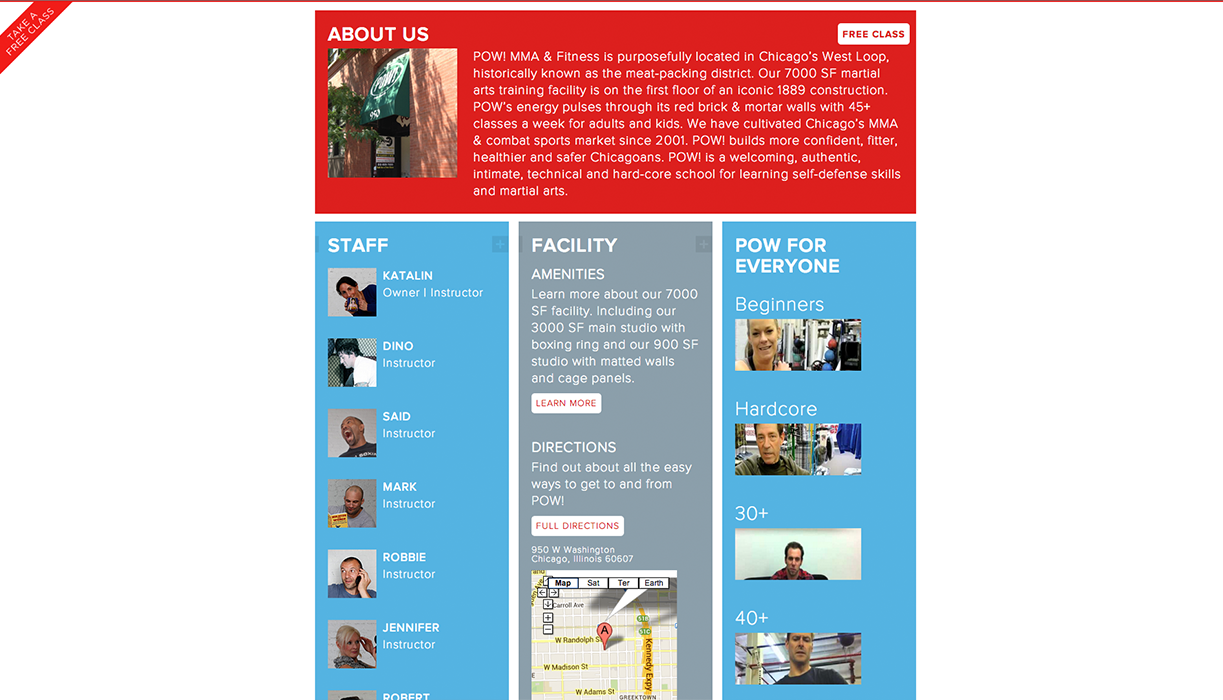 TAKE A
FREE CLASS
ABOUT US
FREE CLASS
POW! MMA & Fitness is purposefully located in Chicago's West Loop,
historically known as the meat-packing district. Our 7000 SF martial
arts training facility is on the first floor of an iconic 1889 construction.
POW's energy pulses through its red brick & mortar walls with 45+
classes a week for adults and kids. We have cultivated Chicago's MMA
& combat sports market since 2001. POW! builds more confident, fitter,
healthier and safer Chicagoans. POW! is a welcoming, authentic,
intimate, technical and hard-core school for learning self-defense skills
and martial arts.
POW!
950
STAFF
KATALIN
Owner | Instructor
DINO
Instructor
SAID
Instructor
MARK
Instructor
ROBBIE
Instructor
JENNIFER
Instructor
ROBERT
FACILITY
AMENITIES
Learn more about our 7000
SF facility. Including our
3000 SF main studio with
boxing ring and our 900 SF
studio with matted walls
and cage panels.
LEARN MORE
DIRECTIONS
Find out about all the easy
ways to get to and from
POW!
FULL DIRECTIONS
950 W Washington
Chicago, Illinois 60607
Map Sat Ter Earth
Carroll Ave
A
W Randolph St
Kennedy Expy
W Madison St
W Adams St
GREEKTOWN
POW FOR
EVERYONE
Beginners
Hardcore
30+
40+